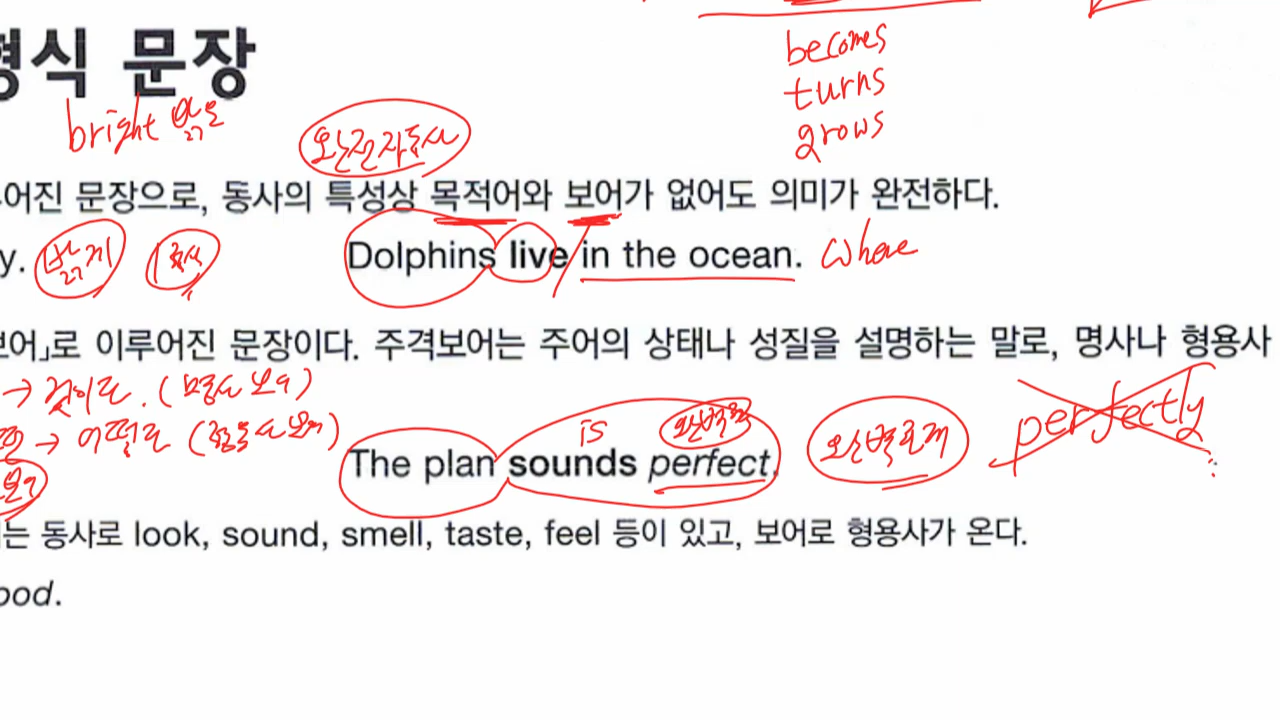 becomes
turns
grows
형식 문장
bright 밝은
완전자동사
어진 문장으로, 동사의 특성상 목적어와 보어가 없어도 의미가 완전하다.
y. 밝게 Dolphins live / in the ocean. where
보어」로 이루어진 문장이다. 주격보어는 주어의 상태나 성질을 설명하는 말로, 명사나 형용사
→ 것이다. (명사보어)
→ 어떻다 (형용사보어)
is 완벽한 완벽하게 perfectly
The plan sounds perfect.
는 동사로 look, sound, smell, taste, feel 등이 있고, 보어로 형용사가 온다.
ood.